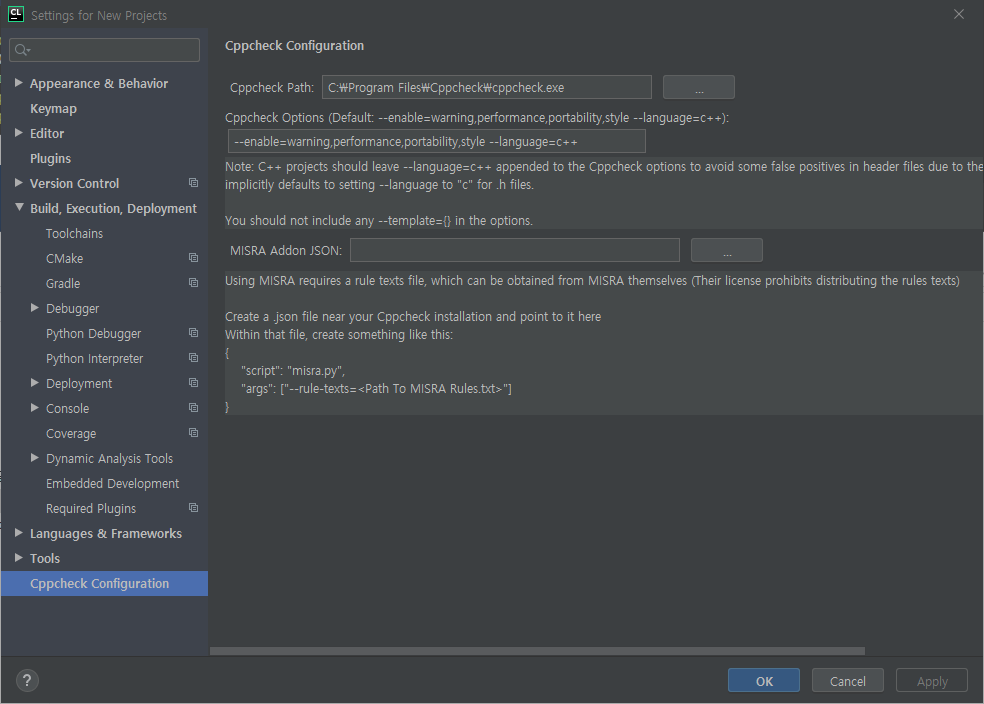 CL
Settings for New Projects
Appearance & Behavior
Keymap
Editor
Plugins
Version Control
Build, Execution, Deployment
Toolchains
CMake
Gradle
Debugger
Python Debugger
Python Interpreter
Deployment
Console
Coverage
Dynamic Analysis Tools
Embedded Development
Required Plugins
Languages & Frameworks
Tools
Cppcheck Configuration
Cppcheck Configuration
Cppcheck Path: C:₩Program Files₩Cppcheck₩cppcheck.exe ...
Cppcheck Options (Default: --enable=warning,performance,portability,style --language=c++):
--enable=warning,performance,portability,style --language=c++
Note: C++ projects should leave --language=c++ appended to the Cppcheck options to avoid some false positives in header files due to the
implicitly defaults to setting --language to "c" for .h files.
You should not include any --template={} in the options.
MISRA Addon JSON: ...
Using MISRA requires a rule texts file, which can be obtained from MISRA themselves (Their license prohibits distributing the rules texts)
Create a .json file near your Cppcheck installation and point to it here
Within that file, create something like this:
{
"script": "misra.py",
"args": ["--rule-texts=<Path To MISRA Rules.txt>"]
}
?
OK Cancel Apply